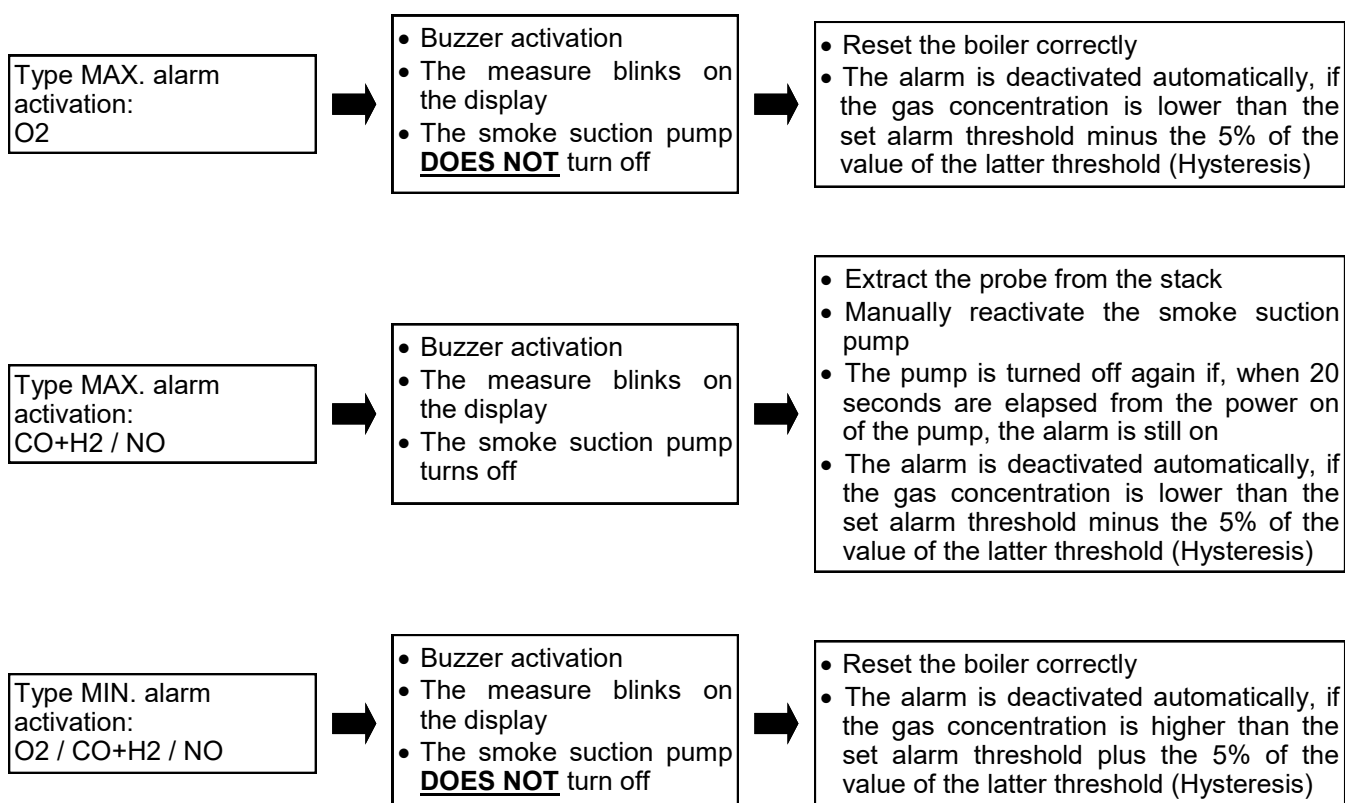 Type MAX. alarm
activation:
O2
• Buzzer activation
• The measure blinks on
the display
• The smoke suction pump
DOES NOT turn off
• Reset the boiler correctly
• The alarm is deactivated automatically, if
the gas concentration is lower than the
set alarm threshold minus the 5% of the
value of the latter threshold (Hysteresis)
Type MAX. alarm
activation:
CO+H2 / NO
• Buzzer activation
• The measure blinks on
the display
• The smoke suction pump
turns off
• Extract the probe from the stack
• Manually reactivate the smoke suction
pump
• The pump is turned off again if, when 20
seconds are elapsed from the power on
of the pump, the alarm is still on
• The alarm is deactivated automatically, if
the gas concentration is lower than the
set alarm threshold minus the 5% of the
value of the latter threshold (Hysteresis)
Type MIN. alarm
activation:
O2 / CO+H2 / NO
• Buzzer activation
• The measure blinks on
the display
• The smoke suction pump
DOES NOT turn off
• Reset the boiler correctly
• The alarm is deactivated automatically, if
the gas concentration is higher than the
set alarm threshold plus the 5% of the
value of the latter threshold (Hysteresis)